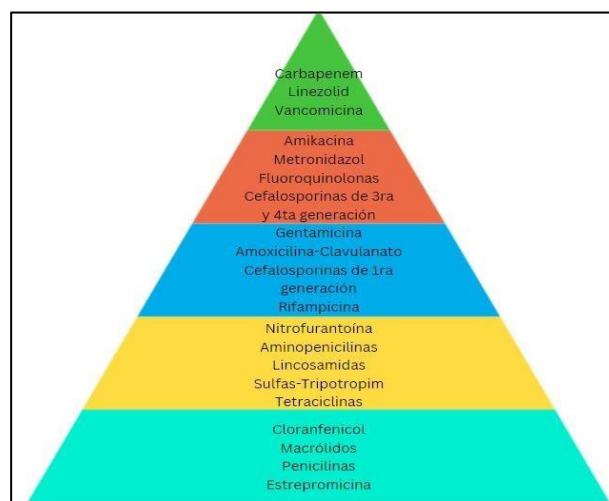 Carbapenem
Linezolid
Vancomicina
Amikacina
Metronidazol
Fluoroquinolonas
Cefalosporinas de 3ra
y 4ta generación
Gentamicina
Amoxicilina-Clavulanato
Cefalosporinas de 1ra
generación
Rifampicina
Nitrofurantoína
Aminopenicilinas
Lincosamidas
Sulfas-Tripotropim
Tetraciclinas
Cloranfenicol
Macrólidos
Penicilinas
Estrepromicina